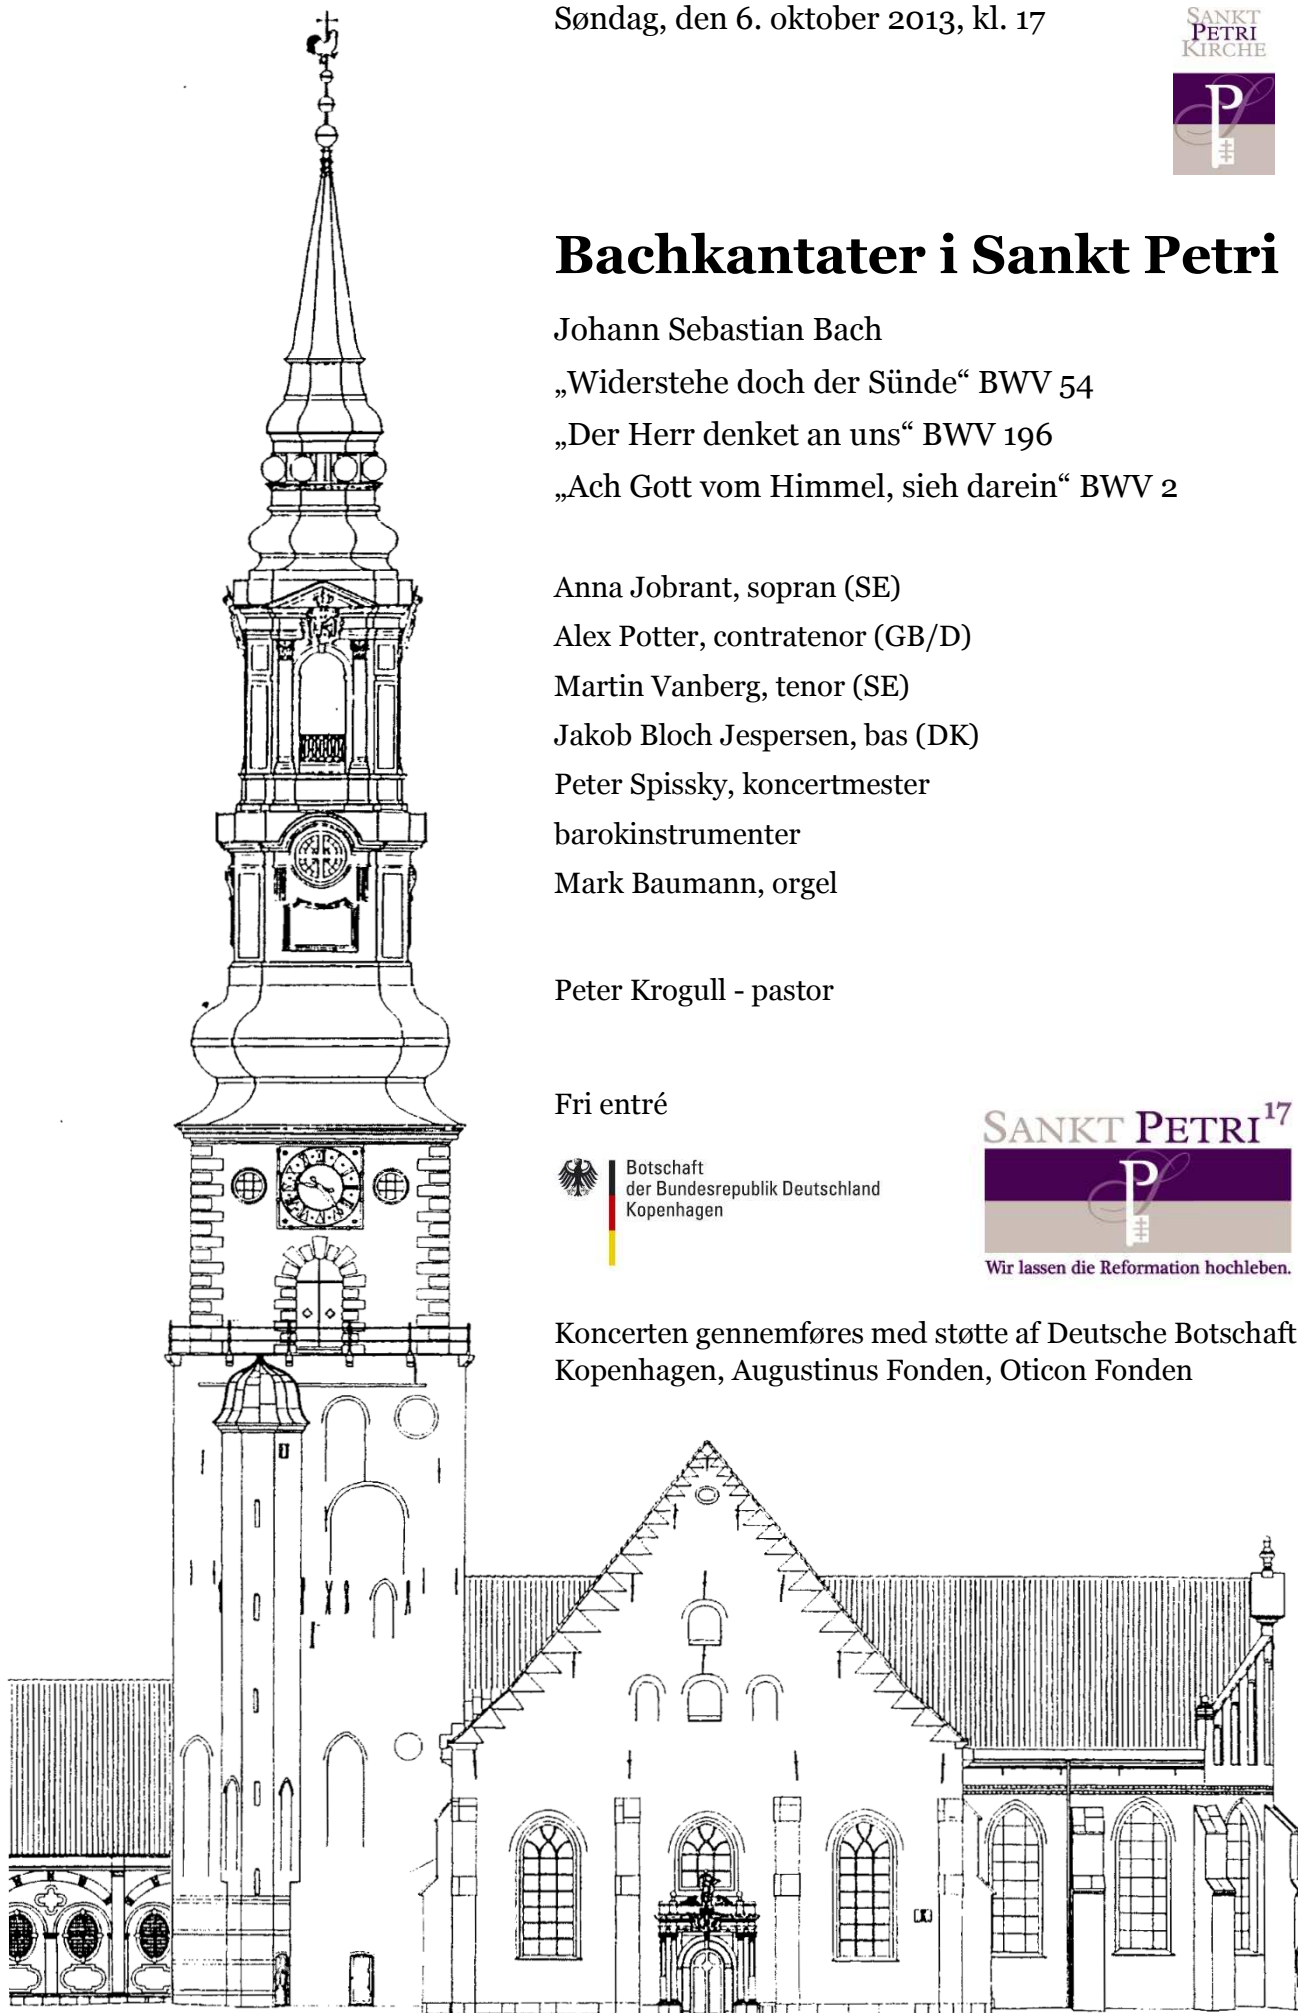 Søndag, den 6. oktober 2013, kl. 17
SANKT
PETRI
KIRCHE
P
Bachkantater i Sankt Petri
Johann Sebastian Bach
„Widerstehe doch der Sünde“ BWV 54
„Der Herr denket an uns“ BWV 196
„Ach Gott vom Himmel, sieh darein“ BWV 2
Anna Jobrant, sopran (SE)
Alex Potter, contratenor (GB/D)
Martin Vanberg, tenor (SE)
Jakob Bloch Jespersen, bas (DK)
Peter Spissky, koncertmester
barokinstrumenter
Mark Baumann, orgel
Peter Krogull - pastor
Fri entré
Botschaft
der Bundesrepublik Deutschland
Kopenhagen
SANKT PETRI17
P
Wir lassen die Reformation hochleben.
Koncerten gennemføres med støtte af Deutsche Botschaft
Kopenhagen, Augustinus Fonden, Oticon Fonden